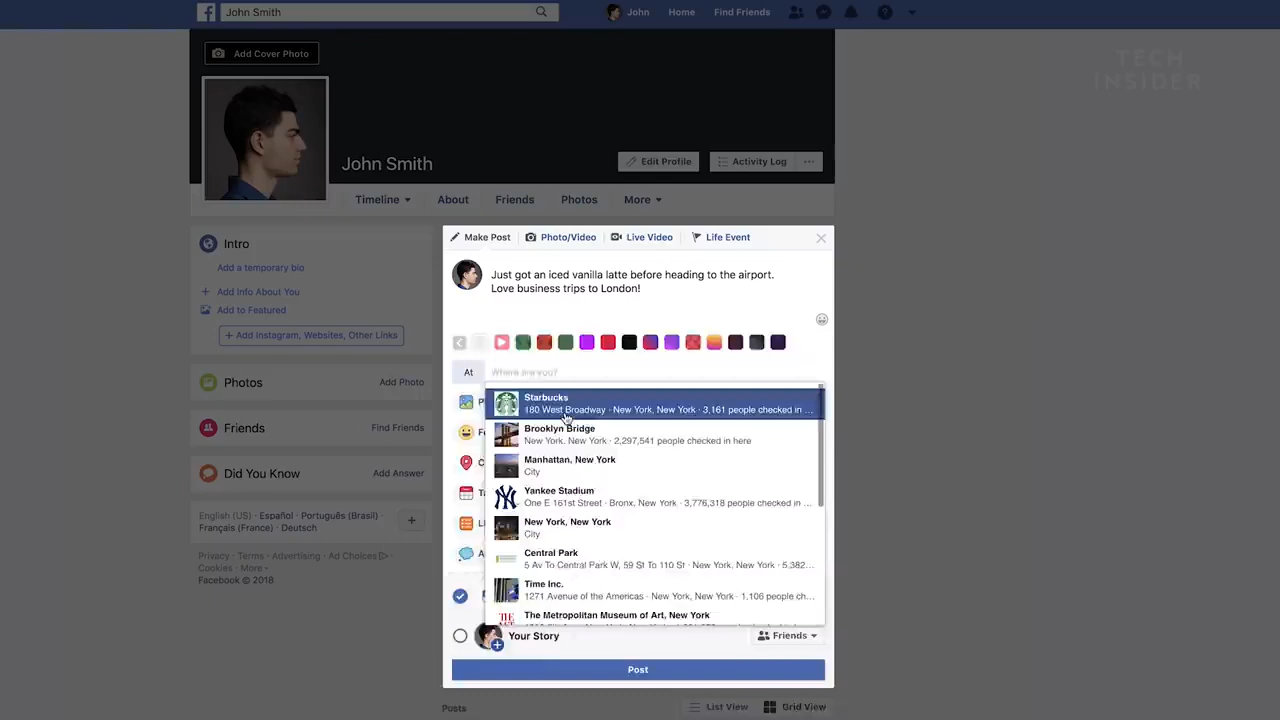 John Smith
John Home Find Friends
Add Cover Photo
TECH
INSIDER
John Smith
Edit Profile
Activity Log
Timeline About Friends Photos More
Make Post Photo/Video Live Video Life Event
Intro
Add a temporary bio
Add Info About You
Add to Featured
+ Add Instagram, Websites, Other Links
Just got an iced vanilla latte before heading to the airport.
Love business trips to London!
At Where are you?
Photos Add Photo
Friends Find Friends
Did You Know Add Answer
English (US) · Español · Português (Brasil) ·
Français (France) · Deutsch
Privacy · Terms · Advertising · Ad Choices ·
Cookies · More
Facebook © 2018
Starbucks
180 West Broadway · New York, New York · 3,161 people checked in ...
Brooklyn Bridge
New York, New York · 2,297,541 people checked in here
Manhattan, New York
City
Yankee Stadium
One E 161st Street · Bronx, New York · 3,776,318 people checked in ...
New York, New York
City
Central Park
5 Av To Central Park W, 59 St To 110 St · New York, New York · 5,382...
Time Inc.
1271 Avenue of the Americas · New York, New York · 1,106 people ch...
The Metropolitan Museum of Art, New York
Your Story
Friends
Post
Posts
List View Grid View